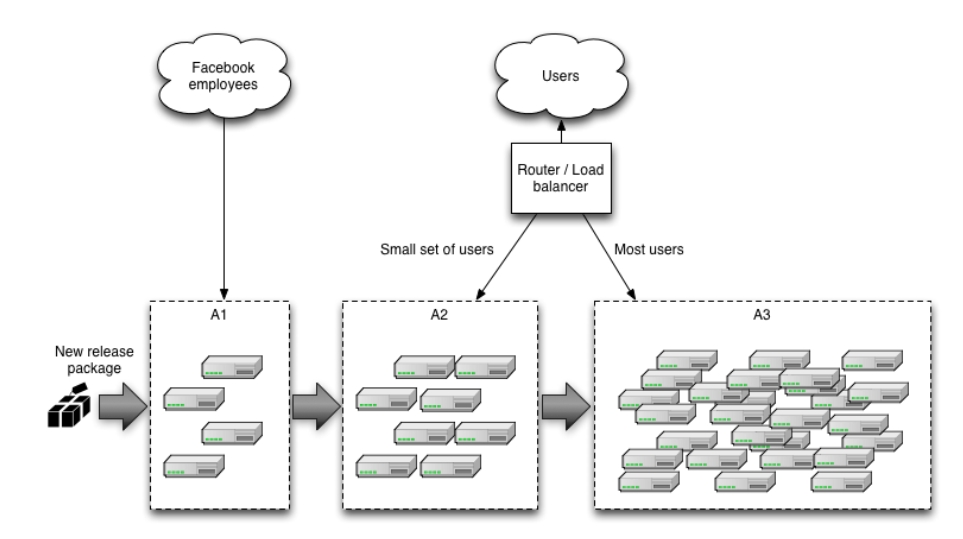 Facebook
employees
Users
Router / Load
balancer
Small set of users
Most users
A1
A2
A3
New release
package